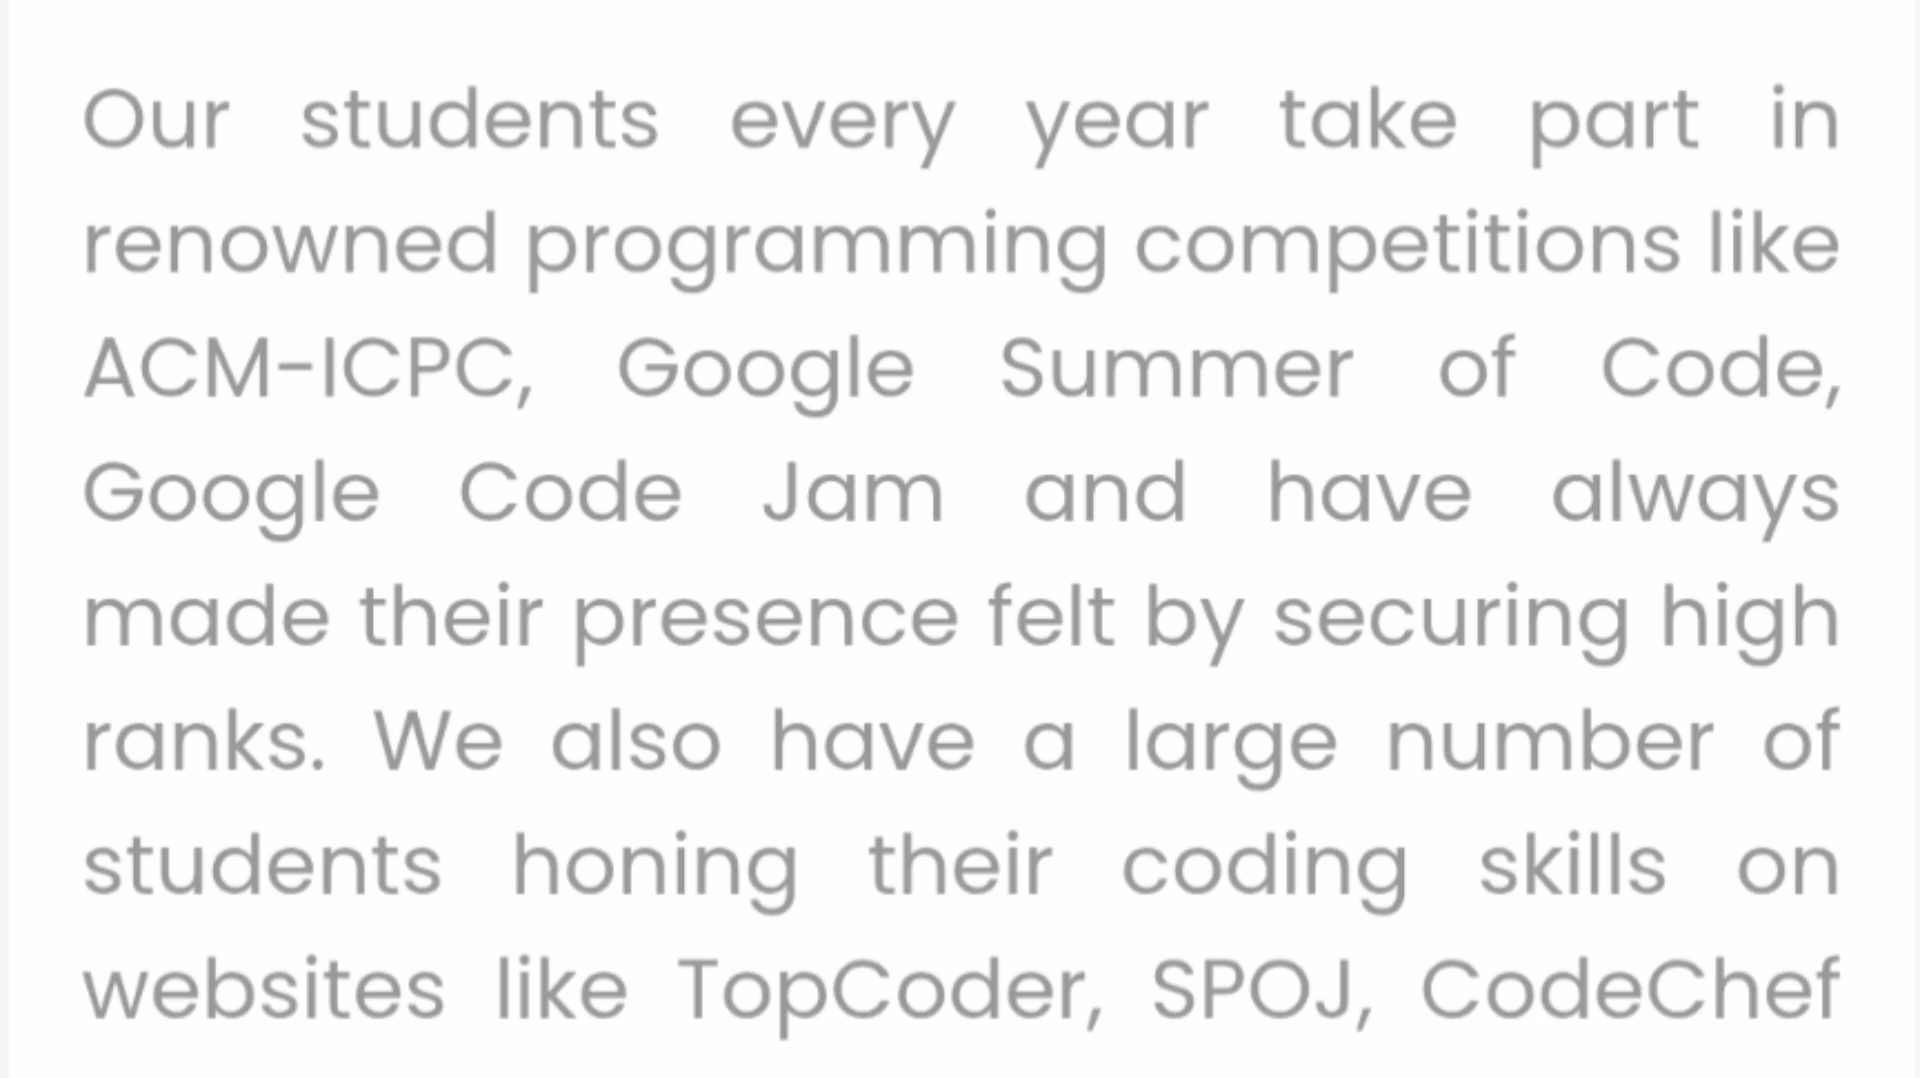 Our students every year take part in
renowned programming competitions like
ACM-ICPC, Google Summer of Code,
Google Code Jam and have always
made their presence felt by securing high
ranks. We also have a large number of
students honing their coding skills on
websites like TopCoder, SPOJ, CodeChef